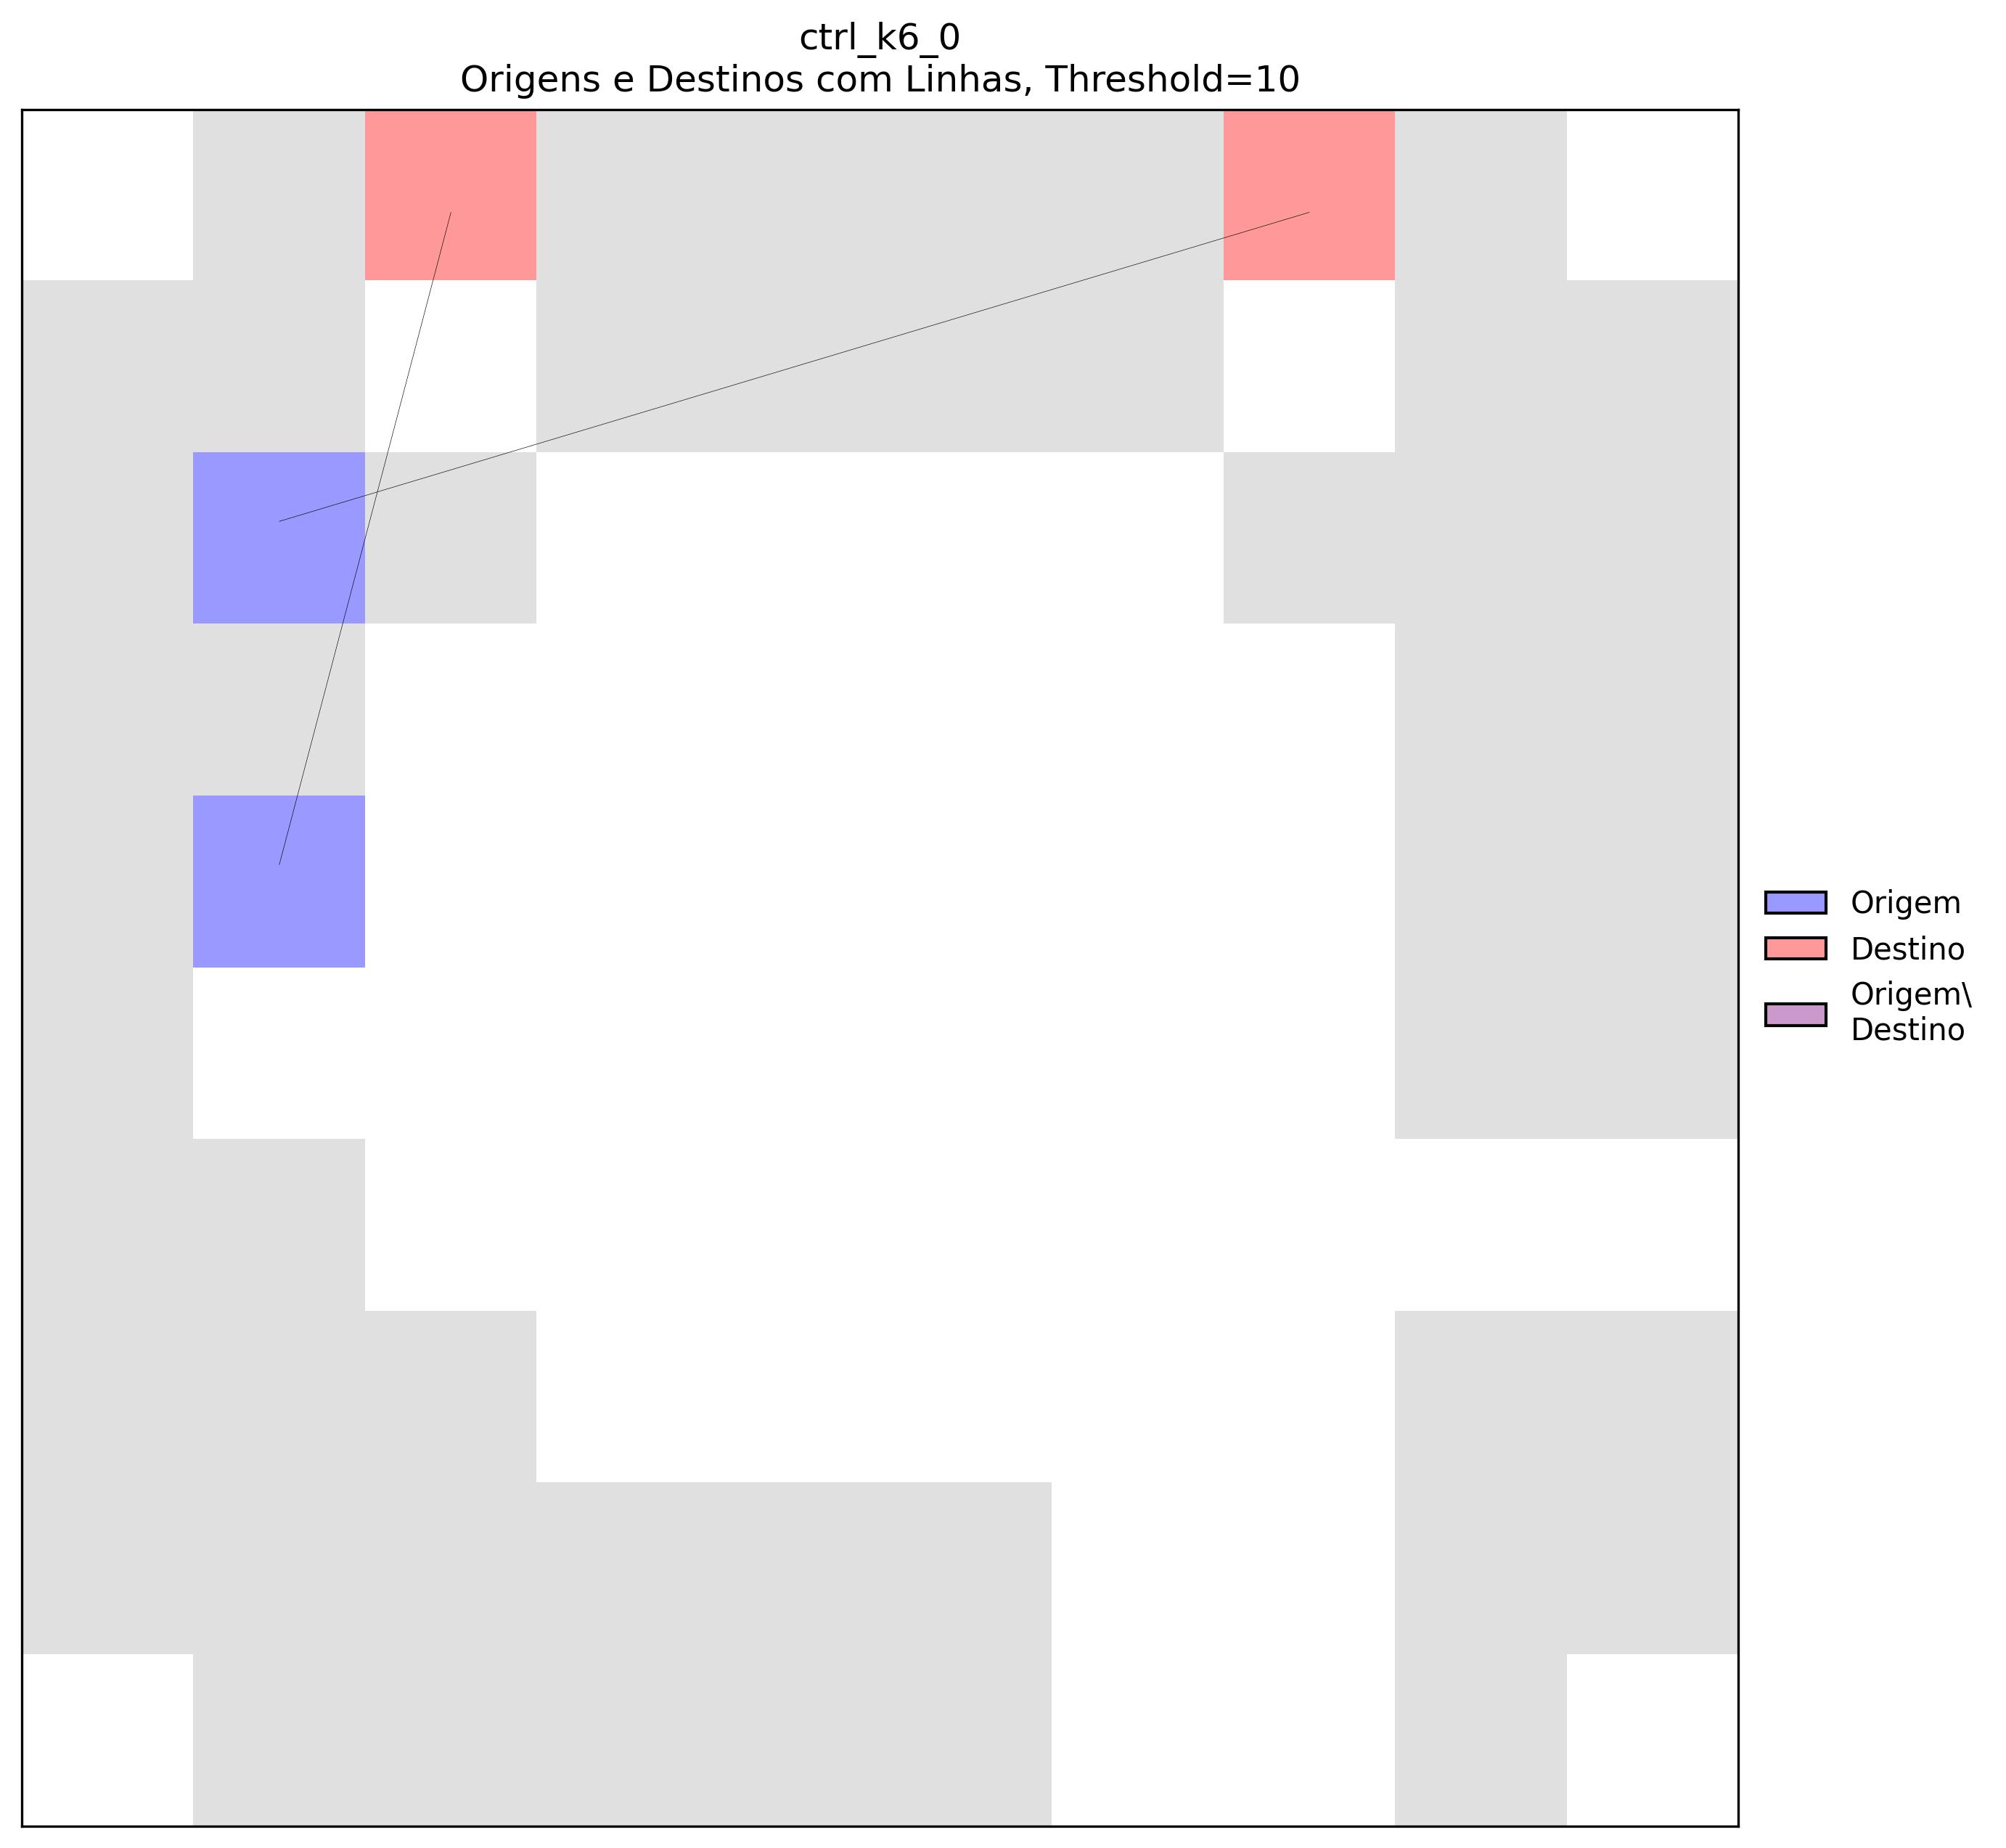 ctrl_k6_0
Origens e Destinos com Linhas, Threshold=10
Origem
Destino
Origem\
Destino